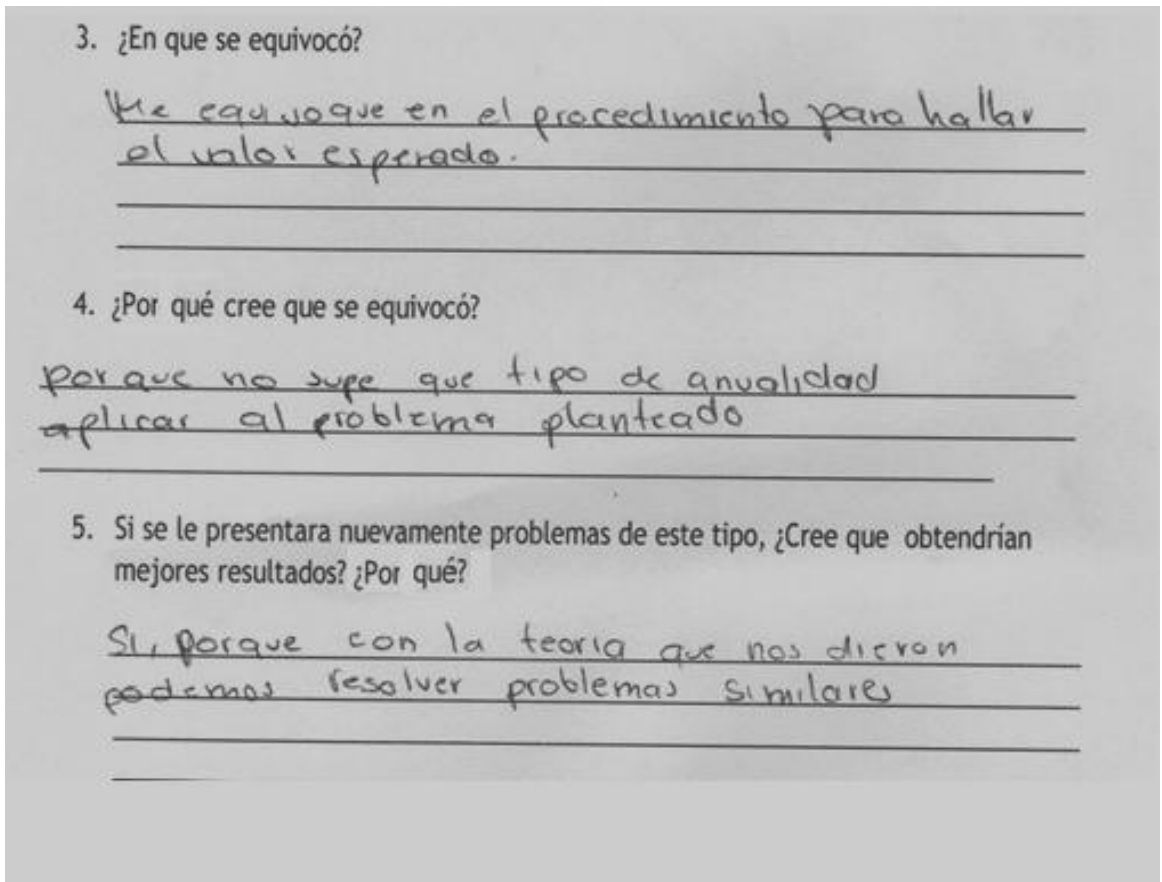 3. ¿En que se equivocó?
Me equivoque en el procedimiento para hallar
el valor esperado.
4. ¿Por qué cree que se equivocó?
porque no supe que tipo de anualidad
aplicar al problema planteado
5. Si se le presentara nuevamente problemas de este tipo, ¿Cree que obtendrían
mejores resultados? ¿Por qué?
Si, porque con la teoria que nos dieron
podemos resolver problemas similares